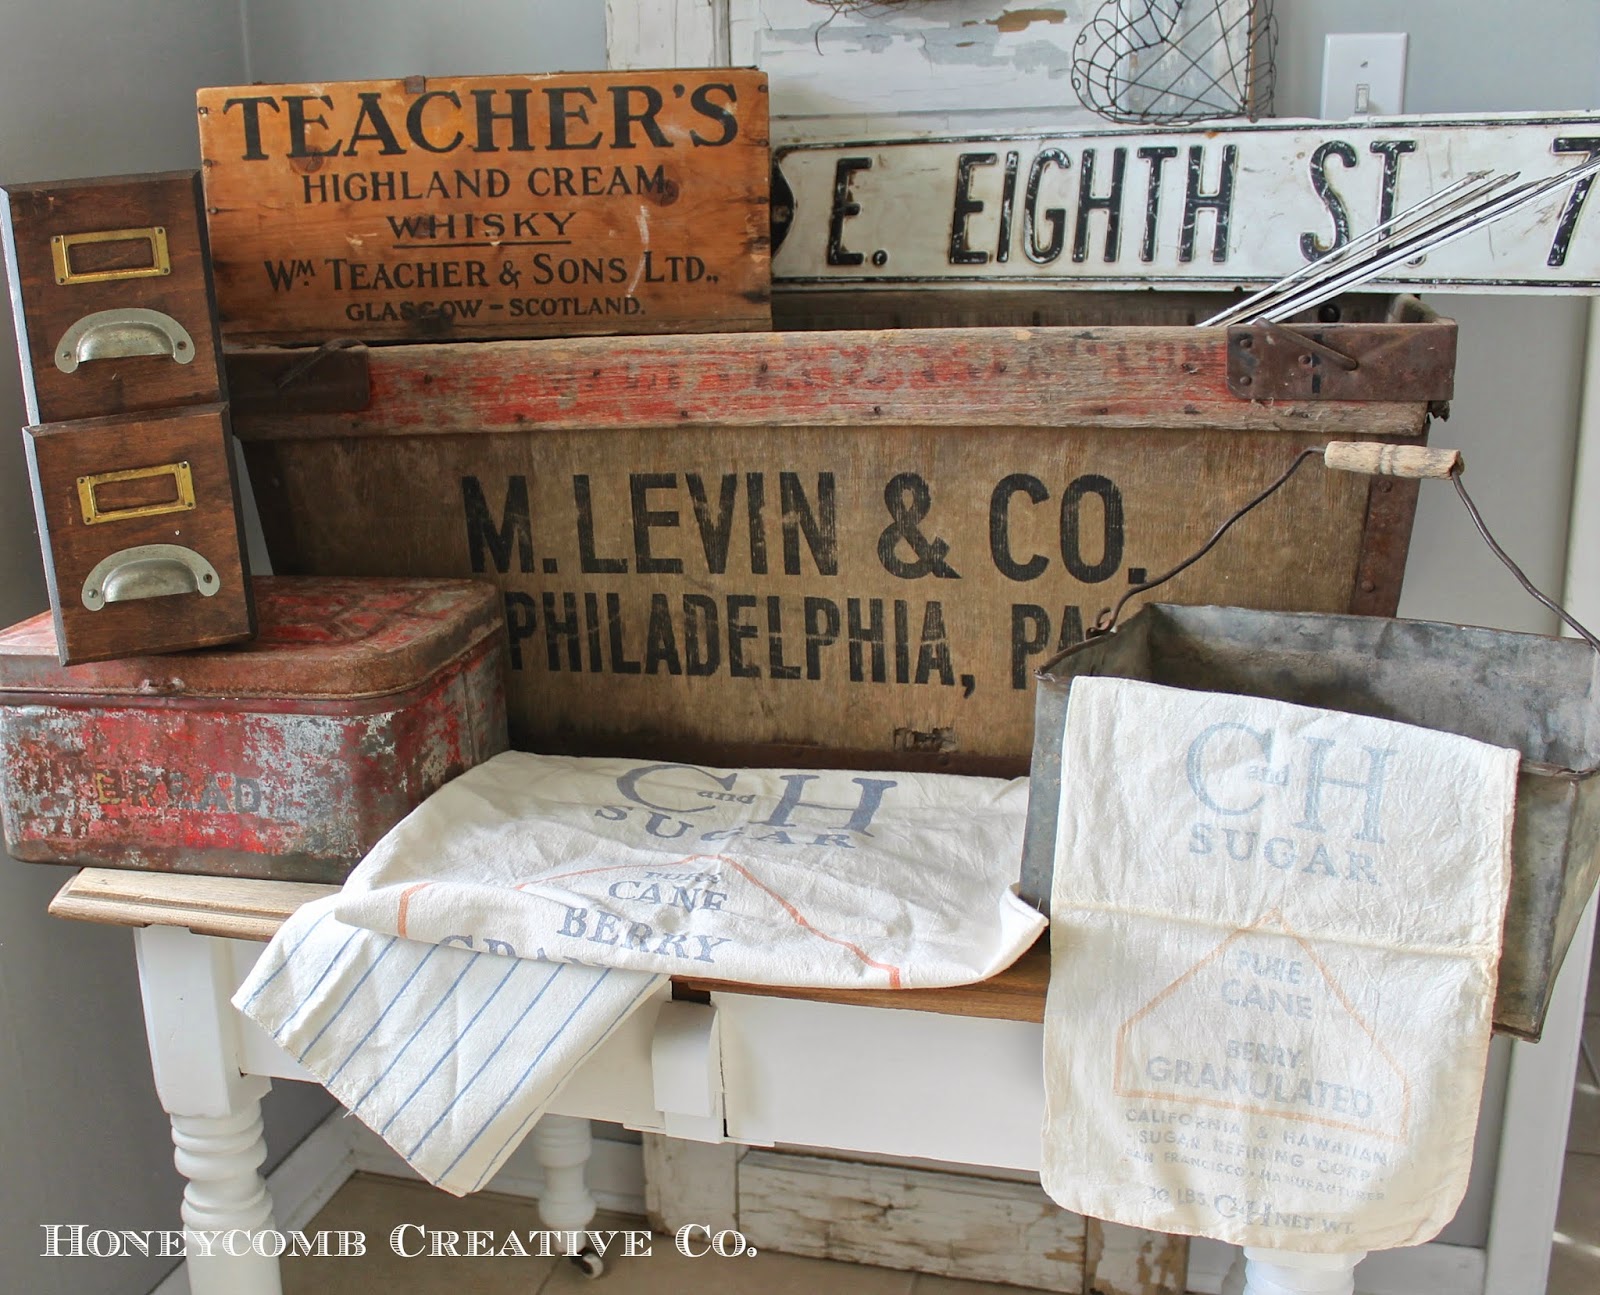 TEACHER'S
HIGHLAND CREAM
WHISKY
WM TEACHER & SONS LTD.,
GLASGOW – SCOTLAND.
E. EIGHTH ST. 7
M. LEVIN & CO.
PHILADELPHIA, PA
BREAD
C and H
SUGAR
PURE
CANE
BERRY
C and H
SUGAR
PURE
CANE
BERRY
GRANULATED
CALIFORNIA & HAWAIIAN
· SUGAR REFINING CORP ·
SAN FRANCISCO · MANUFACTURER
10 LBS. C&H NET WT.
HONEYCOMB CREATIVE CO.